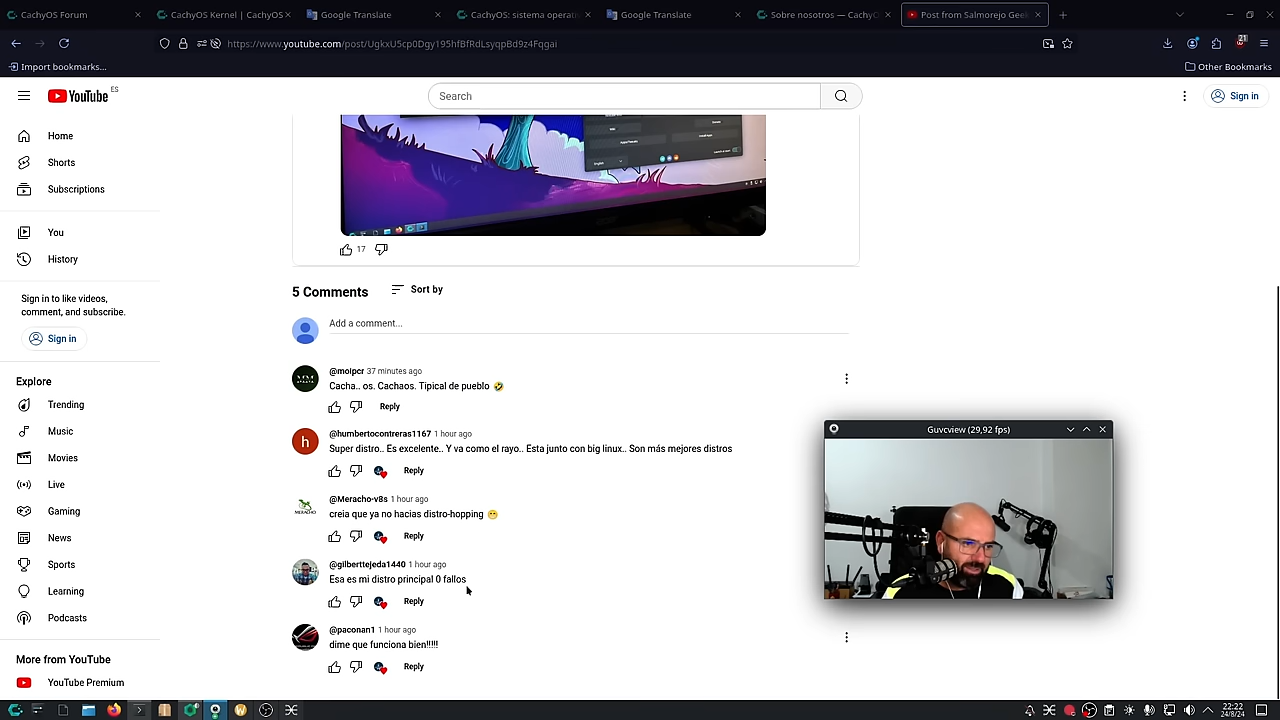 CachyOS Forum
CachyOS Kernel | CachyOS
Google Translate
CachyOS: sistema operati
Google Translate
Sobre nosotros — CachyO
Post from Salmorejo Gee
https://www.youtube.com/post/UgkxU5cp0Dgy195hfBfRdLsyqpBd9z4Fqgai
21
Import bookmarks...
Other Bookmarks
YouTube
ES
Search
Sign in
Home
Shorts
Subscriptions
You
History
Sign in to like videos,
comment, and subscribe.
Sign in
Explore
Trending
Music
Movies
Live
Gaming
News
Sports
Learning
Podcasts
More from YouTube
YouTube Premium
English
17
5 Comments
Sort by
Add a comment...
@molpcr 37 minutes ago
Cacha.. os. Cachaos. Tipical de pueblo 🤣
Reply
h
@humbertocontreras1167 1 hour ago
Super distro.. Es excelente.. Y va como el rayo.. Esta junto con big linux.. Son más mejores distros
Reply
MERACHO
@Meracho-v8s 1 hour ago
creia que ya no hacias distro-hopping 😁
Reply
@gilberttejeda1440 1 hour ago
Esa es mi distro principal 0 fallos
Reply
@paconan1 1 hour ago
dime que funciona bien!!!!!
Reply
Guvcview (29,92 fps)
22:22
24/8/24